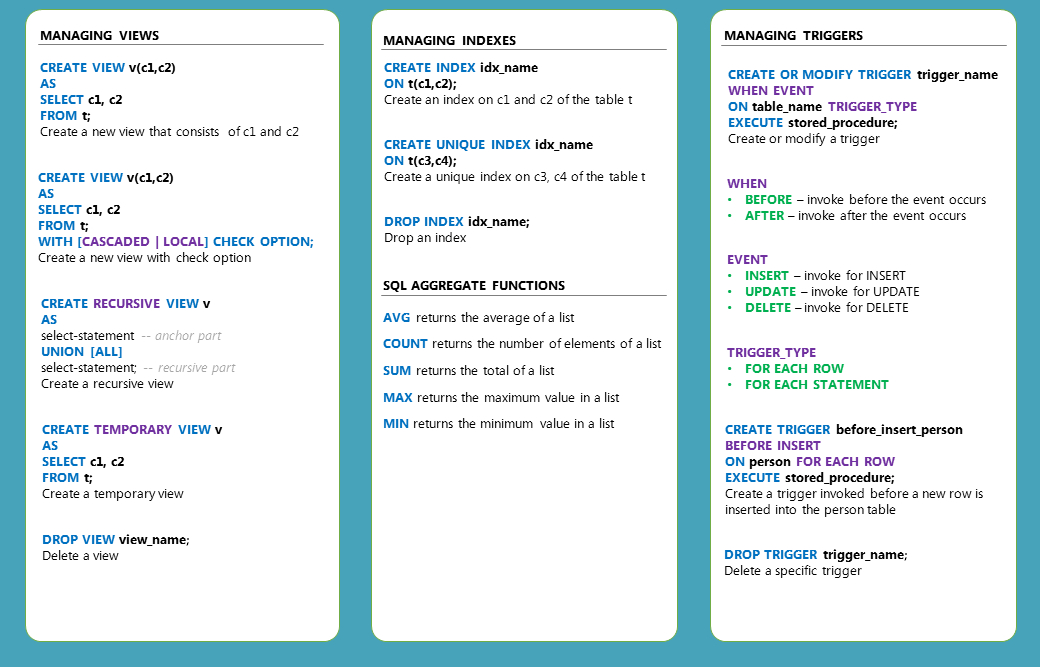 MANAGING VIEWS
CREATE VIEW v(c1,c2)
AS
SELECT c1, c2
FROM t;
Create a new view that consists of c1 and c2
CREATE VIEW v(c1,c2)
AS
SELECT c1, c2
FROM t;
WITH [CASCADED | LOCAL] CHECK OPTION;
Create a new view with check option
CREATE RECURSIVE VIEW v
AS
select-statement -- anchor part
UNION [ALL]
select-statement; -- recursive part
Create a recursive view
CREATE TEMPORARY VIEW v
AS
SELECT c1, c2
FROM t;
Create a temporary view
DROP VIEW view_name;
Delete a view
MANAGING INDEXES
CREATE INDEX idx_name
ON t(c1,c2);
Create an index on c1 and c2 of the table t
CREATE UNIQUE INDEX idx_name
ON t(c3,c4);
Create a unique index on c3, c4 of the table t
DROP INDEX idx_name;
Drop an index
SQL AGGREGATE FUNCTIONS
AVG returns the average of a list
COUNT returns the number of elements of a list
SUM returns the total of a list
MAX returns the maximum value in a list
MIN returns the minimum value in a list
MANAGING TRIGGERS
CREATE OR MODIFY TRIGGER trigger_name
WHEN EVENT
ON table_name TRIGGER_TYPE
EXECUTE stored_procedure;
Create or modify a trigger
WHEN
• BEFORE – invoke before the event occurs
• AFTER – invoke after the event occurs
EVENT
• INSERT – invoke for INSERT
• UPDATE – invoke for UPDATE
• DELETE – invoke for DELETE
TRIGGER_TYPE
• FOR EACH ROW
• FOR EACH STATEMENT
CREATE TRIGGER before_insert_person
BEFORE INSERT
ON person FOR EACH ROW
EXECUTE stored_procedure;
Create a trigger invoked before a new row is
inserted into the person table
DROP TRIGGER trigger_name;
Delete a specific trigger